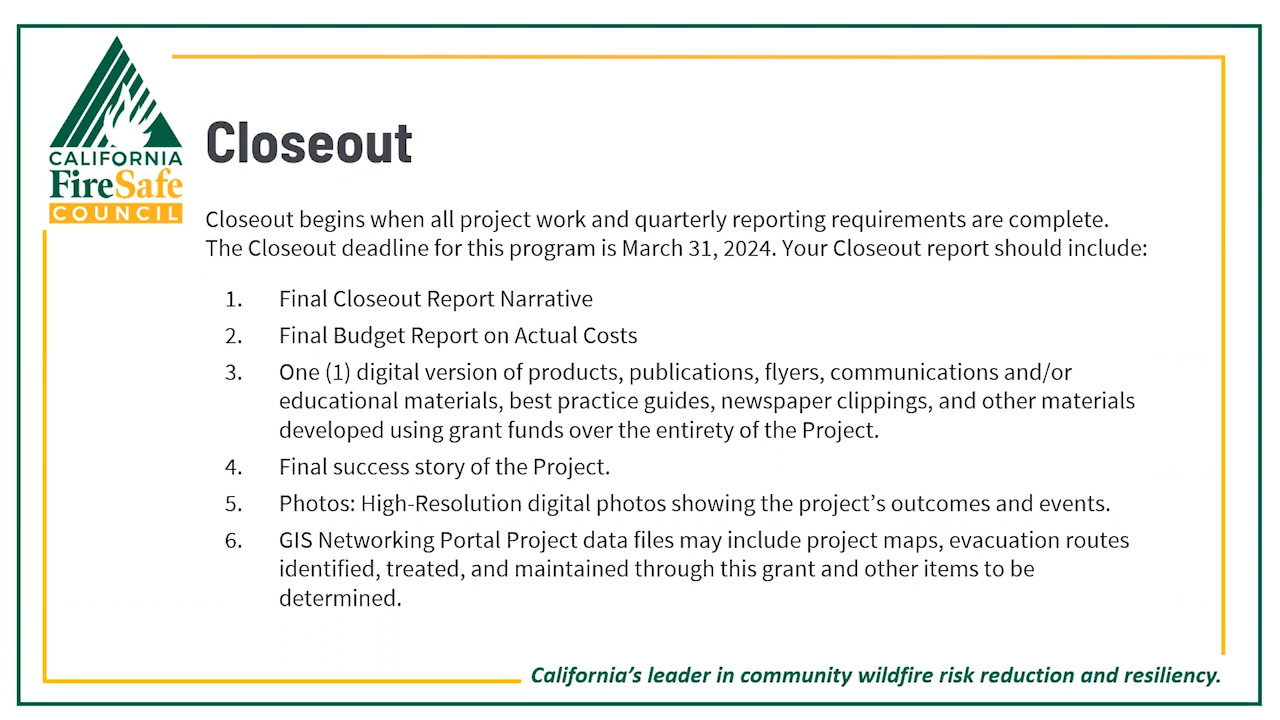 CALIFORNIA
FireSafe
COUNCIL
Closeout
Closeout begins when all project work and quarterly reporting requirements are complete.
The Closeout deadline for this program is March 31, 2024. Your Closeout report should include:
1. Final Closeout Report Narrative
2. Final Budget Report on Actual Costs
3. One (1) digital version of products, publications, flyers, communications and/or
educational materials, best practice guides, newspaper clippings, and other materials
developed using grant funds over the entirety of the Project.
4. Final success story of the Project.
5. Photos: High-Resolution digital photos showing the project’s outcomes and events.
6. GIS Networking Portal Project data files may include project maps, evacuation routes
identified, treated, and maintained through this grant and other items to be
determined.
California’s leader in community wildfire risk reduction and resiliency.